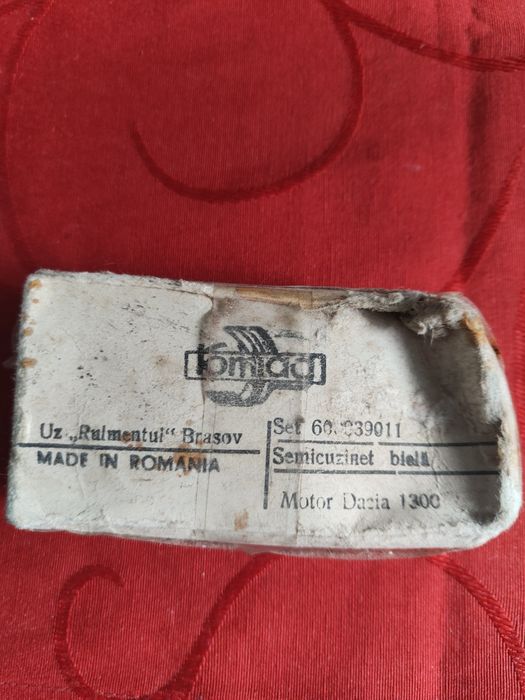 Uz „Rulmentul“ Brasov
MADE IN ROMANIA
Set
Semicuzinet bielă
Motor Dacia 1300